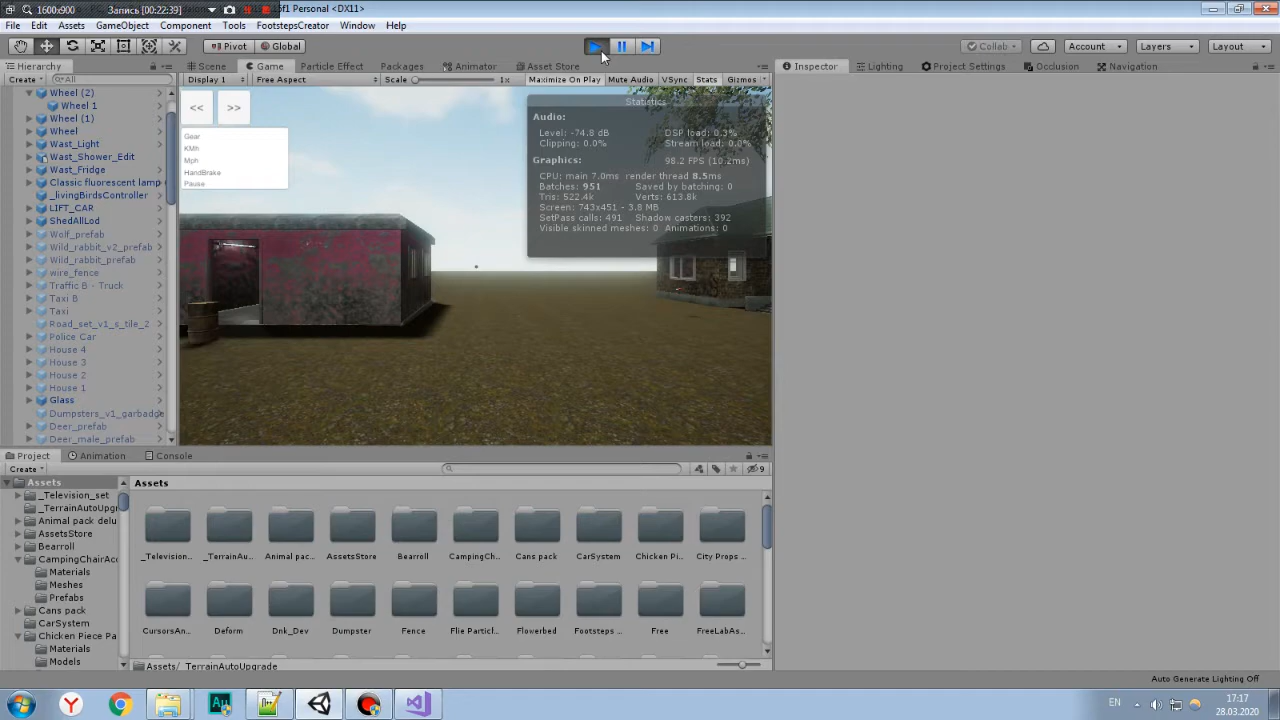 1600x900 Запись [00:22:39] 6f1 Personal <DX11>
File Edit Assets GameObject Component Tools FootstepsCreator Window Help
Pivot Global Collab Account Layers Layout
Hierarchy Scene Game Particle Effect Packages Animator Asset Store Inspector Lighting Project Settings Occlusion Navigation
Create All Display 1 Free Aspect Scale 1x Maximize On Play Mute Audio VSync Stats Gizmos
Wheel (2)
Wheel 1
Wheel (1)
Wheel
Wast_Light
Wast_Shower_Edit
Wast_Fridge
Classic fluorescent lamp
_livingBirdsController
LIFT_CAR
ShedAllLod
Wolf_prefab
Wild_rabbit_v2_prefab
Wild_rabbit_prefab
wire_fence
Traffic B - Truck
Taxi B
Taxi
Road_set_v1_s_tile_2
Police Car
House 4
House 3
House 2
House 1
Glass
Dumpsters_v1_garbadge
Deer_prefab
Deer_male_prefab
<< >>
Gear
KMh
Mph
HandBrake
Pause
Statistics
Audio:
Level: -74.8 dB DSP load: 0.3%
Clipping: 0.0% Stream load: 0.0%
Graphics: 98.2 FPS (10.2ms)
CPU: main 7.0ms render thread 8.5ms
Batches: 951 Saved by batching: 0
Tris: 522.4k Verts: 613.8k
Screen: 743x451 - 3.8 MB
SetPass calls: 491 Shadow casters: 392
Visible skinned meshes: 0 Animations: 0
Project Animation Console
Create 9
Assets
_Television_set
_TerrainAutoUpgr
Animal pack delu
AssetsStore
Bearroll
CampingChairAcc
Materials
Meshes
Prefabs
Cans pack
CarSystem
Chicken Piece Pa
Materials
Models
Assets
_Television... _TerrainAu... Animal pac... AssetsStore Bearroll CampingCh... Cans pack CarSystem Chicken Pi... City Props ...
CursorsAn... Deform Dnk_Dev Dumpster Fence Flie Particl... Flowerbed Footsteps ... Free FreeLabAs...
Assets/_TerrainAutoUpgrade
Auto Generate Lighting Off
EN 17:17
28.03.2020